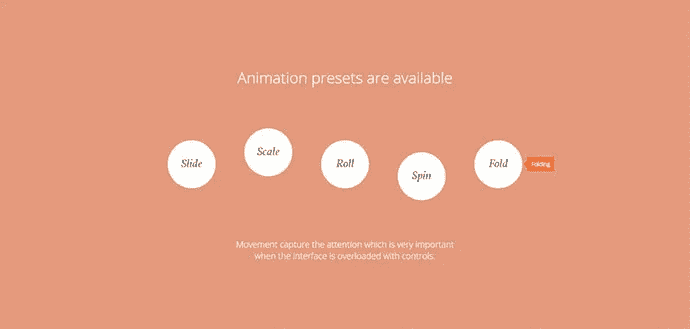 Animation presets are available
Slide
Scale
Roll
Spin
Fold
Folding
Movement capture the attention which is very important
when the interface is overloaded with controls.